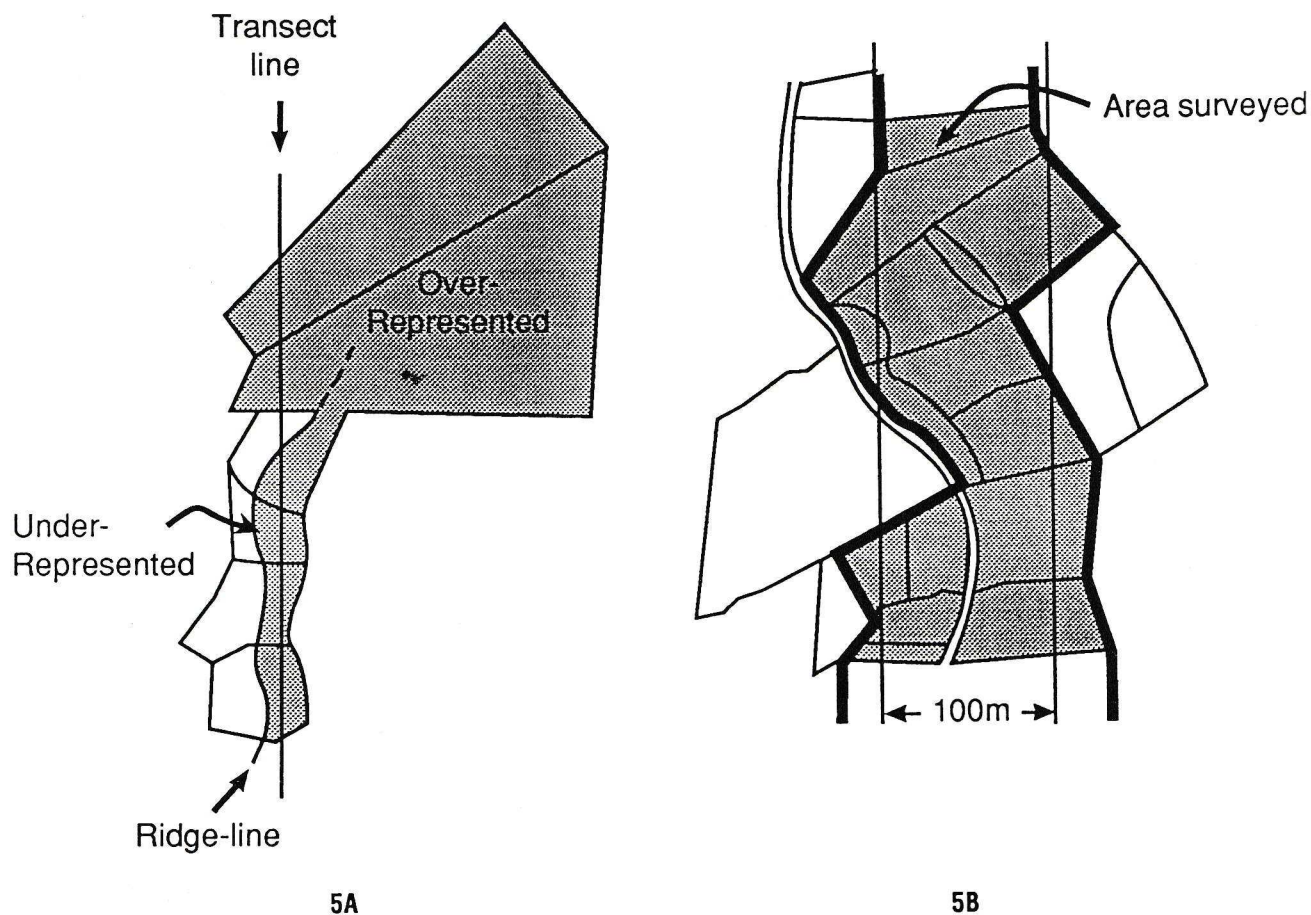 Transect
line
Over-
Represented
Under-
Represented
Ridge-line
5A
Area surveyed
100m
5B